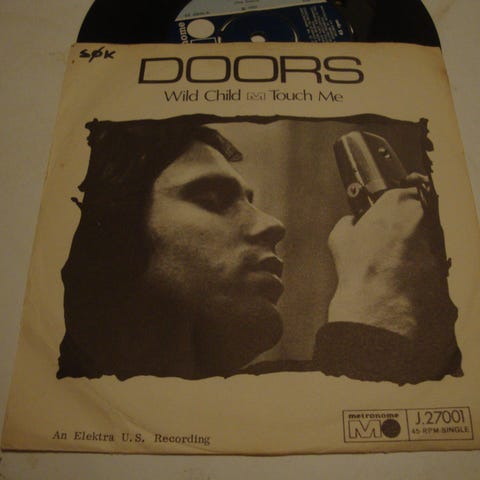 SØK
DOORS
Wild Child M Touch Me
An Elektra U.S. Recording
metronome
M
J.27001
45-RPM-SINGLE